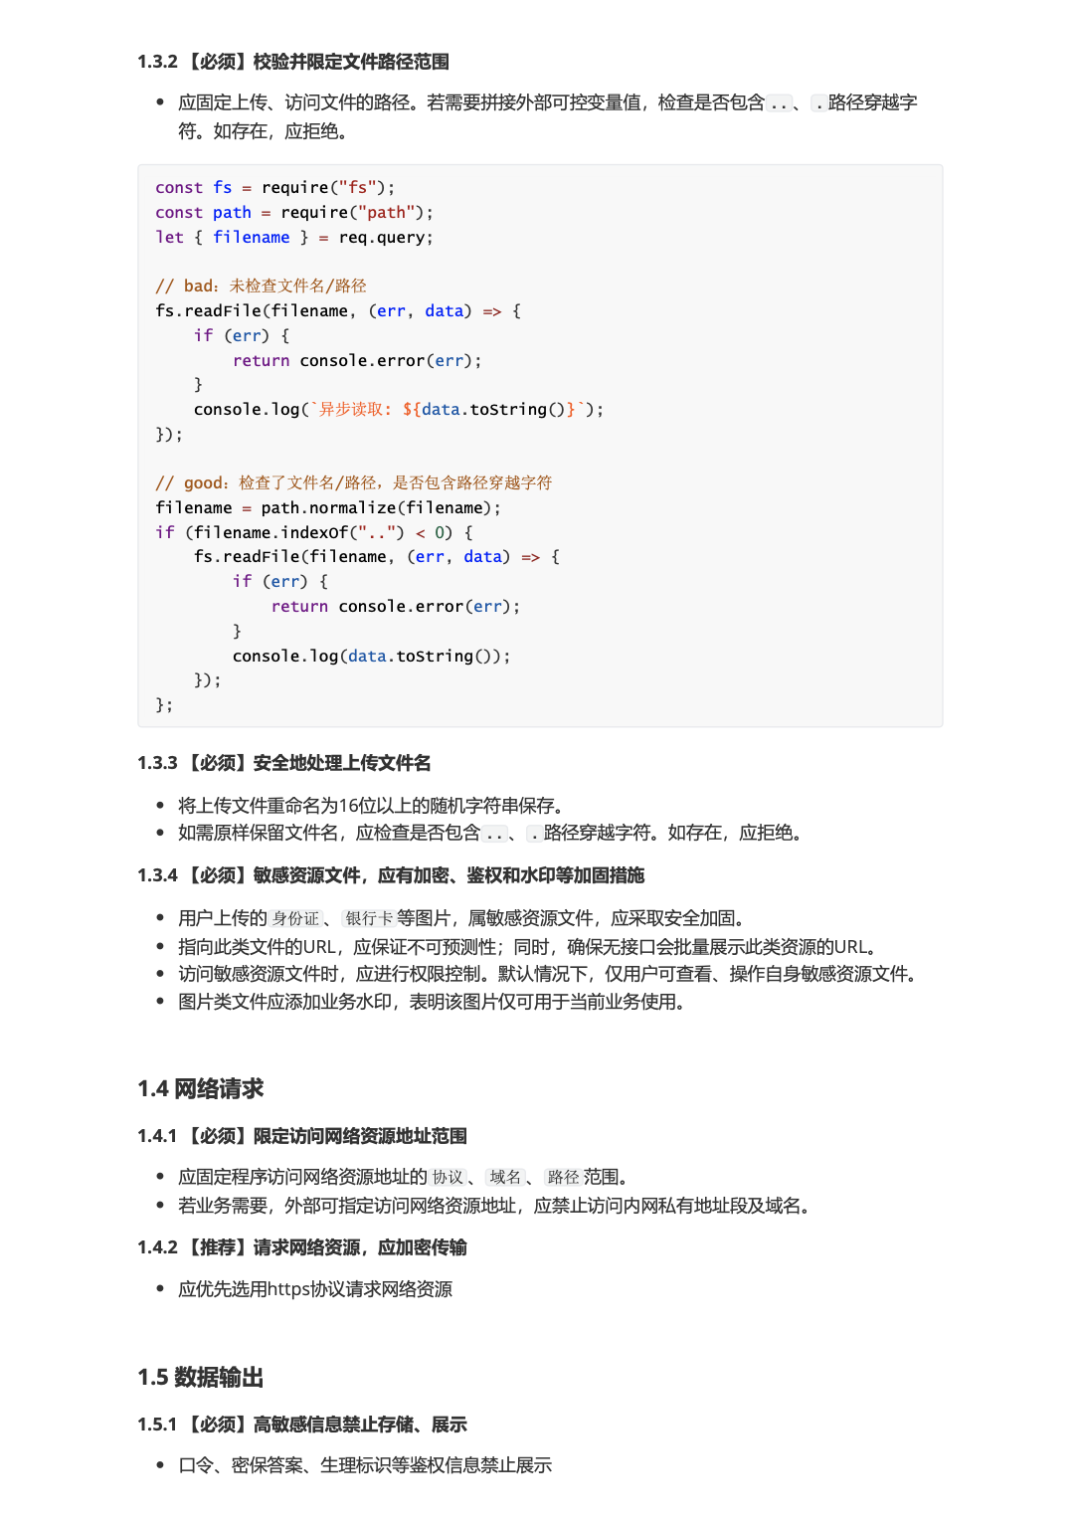 1.3.2 【必须】校验并限定文件路径范围
• 应固定上传、访问文件的路径。若需要拼接外部可控变量值，检查是否包含 .. 、 . 路径穿越字
符。如存在，应拒绝。
const fs = require("fs");
const path = require("path");
let { filename } = req.query;

// bad：未检查文件名/路径
fs.readFile(filename, (err, data) => {
    if (err) {
        return console.error(err);
    }
    console.log(`异步读取: ${data.toString()}`);
});

// good：检查了文件名/路径，是否包含路径穿越字符
filename = path.normalize(filename);
if (filename.indexOf("..") < 0) {
    fs.readFile(filename, (err, data) => {
        if (err) {
            return console.error(err);
        }
        console.log(data.toString());
    });
};
1.3.3 【必须】安全地处理上传文件名
• 将上传文件重命名为16位以上的随机字符串保存。
• 如需原样保留文件名，应检查是否包含 .. 、 . 路径穿越字符。如存在，应拒绝。
1.3.4 【必须】敏感资源文件，应有加密、鉴权和水印等加固措施
• 用户上传的 身份证 、 银行卡 等图片，属敏感资源文件，应采取安全加固。
• 指向此类文件的URL，应保证不可预测性；同时，确保无接口会批量展示此类资源的URL。
• 访问敏感资源文件时，应进行权限控制。默认情况下，仅用户可查看、操作自身敏感资源文件。
• 图片类文件应添加业务水印，表明该图片仅可用于当前业务使用。
1.4 网络请求
1.4.1 【必须】限定访问网络资源地址范围
• 应固定程序访问网络资源地址的 协议 、 域名 、 路径 范围。
• 若业务需要，外部可指定访问网络资源地址，应禁止访问内网私有地址段及域名。
1.4.2 【推荐】请求网络资源，应加密传输
• 应优先选用https协议请求网络资源
1.5 数据输出
1.5.1 【必须】高敏感信息禁止存储、展示
• 口令、密保答案、生理标识等鉴权信息禁止展示